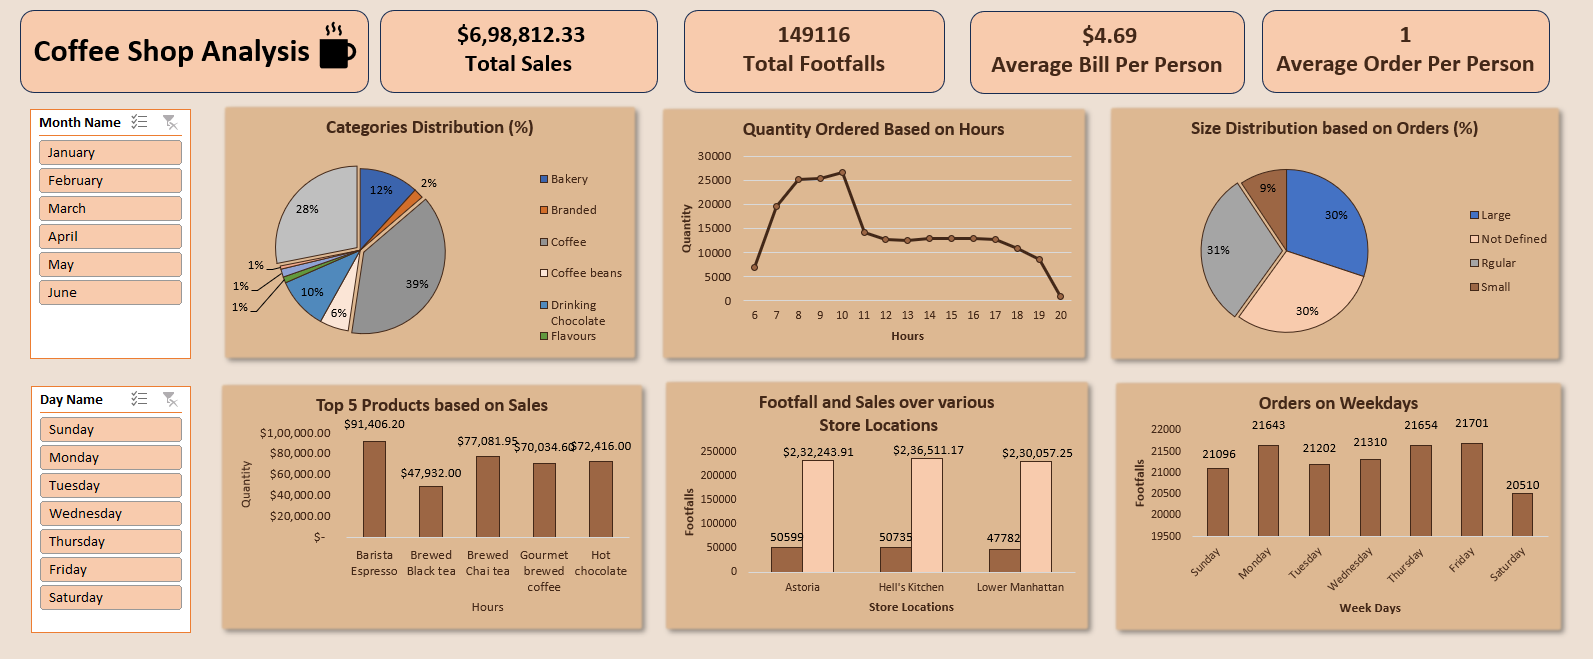 Coffee Shop Analysis
$6,98,812.33
Total Sales
149116
Total Footfalls
$4.69
Average Bill Per Person
1
Average Order Per Person
Month Name
January
February
March
April
May
June
Categories Distribution (%)
12%
2%
39%
6%
10%
1%
1%
1%
28%
Bakery
Branded
Coffee
Coffee beans
Drinking
Chocolate
Flavours
Quantity Ordered Based on Hours
Quantity
30000
25000
20000
15000
10000
5000
0
6 7 8 9 10 11 12 13 14 15 16 17 18 19 20
Hours
Size Distribution based on Orders (%)
30%
30%
31%
9%
Large
Not Defined
Rgular
Small
Day Name
Sunday
Monday
Tuesday
Wednesday
Thursday
Friday
Saturday
Top 5 Products based on Sales
Quantity
$1,00,000.00
$80,000.00
$60,000.00
$40,000.00
$20,000.00
$-
$91,406.20
$47,932.00
$77,081.95
$70,034.60
$72,416.00
Barista
Espresso
Brewed
Black tea
Brewed
Chai tea
Gourmet
brewed
coffee
Hot
chocolate
Hours
Footfall and Sales over various
Store Locations
Footfalls
250000
200000
150000
100000
50000
0
50599
$2,32,243.91
50735
$2,36,511.17
47782
$2,30,057.25
Astoria
Hell's Kitchen
Lower Manhattan
Store Locations
Orders on Weekdays
Footfalls
22000
21500
21000
20500
20000
19500
21096
21643
21202
21310
21654
21701
20510
Sunday
Monday
Tuesday
Wednesday
Thursday
Friday
Saturday
Week Days